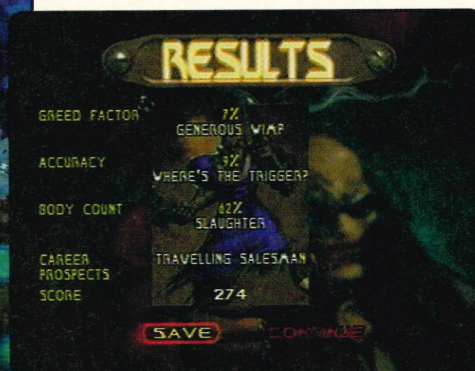 RESULTS
GREED FACTOR 7%
GENEROUS WIMP
ACCURACY 9%
WHERE'S THE TRIGGER?
BODY COUNT 62%
SLAUGHTER
CAREER PROSPECTS TRAVELLING SALESMAN
SCORE 274
SAVE CONTINUE